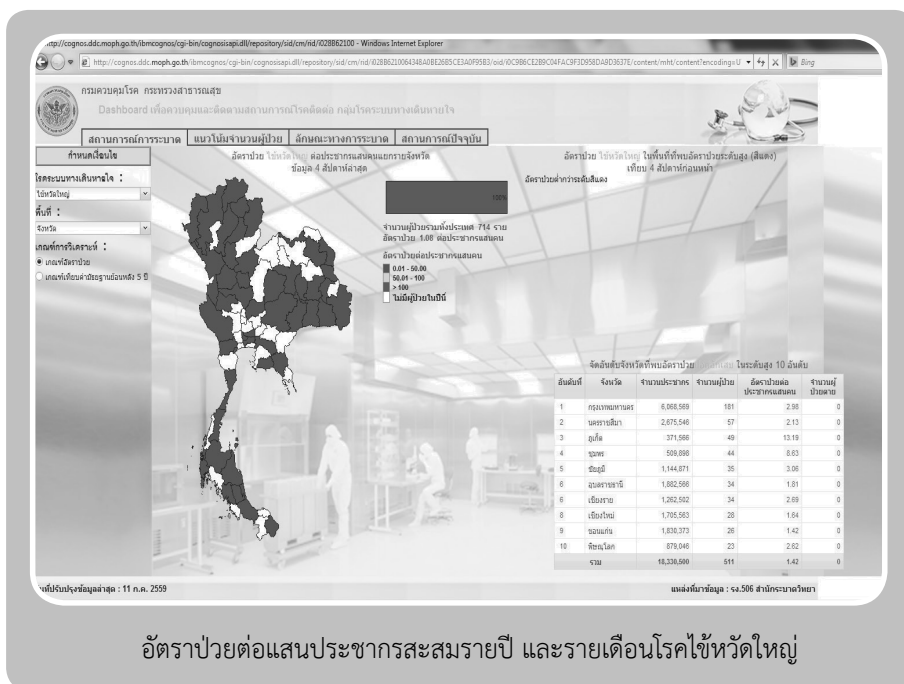 http://cognos.ddc.moph.go.th/ibmcognos/cgi-bin/cognosisapi.dll/repository/sid/cm/rid/i028B62100 - Windows Internet Explorer
Bing
กรมควบคุมโรค กระทรวงสาธารณสุข
Dashboard เพื่อควบคุมและติดตามสถานการณ์โรคติดต่อ กลุ่มโรคระบบทางเดินหายใจ
สถานการณ์การระบาด แนวโน้มจำนวนผู้ป่วย ลักษณะทางการระบาด สถานการณ์ปัจจุบัน
กำหนดเงื่อนไข
โรคระบบทางเดินหายใจ :
ไข้หวัดใหญ่
พื้นที่ :
จังหวัด
เกณฑ์การวิเคราะห์ :
เกณฑ์อัตราป่วย
เกณฑ์เทียบค่ามัธยฐานย้อนหลัง 5 ปี
อัตราป่วย ไข้หวัดใหญ่ ต่อประชากรแสนคนแยกรายจังหวัด
ข้อมูล 4 สัปดาห์ล่าสุด
100%
จำนวนผู้ป่วยรวมทั้งประเทศ 714 ราย
อัตราป่วย 1.08 ต่อประชากรแสนคน
อัตราป่วยต่อประชากรแสนคน
0.01 - 50.00
50.01 - 100
> 100
ไม่มีผู้ป่วยในปีนี้
อัตราป่วย ไข้หวัดใหญ่ ในพื้นที่ที่พบอัตราป่วยระดับสูง (สีแดง)
เทียบ 4 สัปดาห์ก่อนหน้า
อัตราป่วยต่ำกว่าระดับสีแดง
จัดอันดับจังหวัดที่พบอัตราป่วย ในระดับสูง 10 อันดับ
อันดับที่ จังหวัด จำนวนประชากร จำนวนผู้ป่วย อัตราป่วยต่อ จำนวนผู้
ประชากรแสนคน ป่วยตาย
1 กรุงเทพมหานคร 6,068,569 181 2.98 0
2 นครราชสีมา 2,675,546 57 2.13 0
3 ภูเก็ต 371,566 49 13.19 0
4 ชุมพร 509,898 44 8.63 0
5 ชัยภูมิ 1,144,871 35 3.06 0
6 อุบลราชธานี 1,882,566 34 1.81 0
6 เชียงราย 1,262,502 34 2.69 0
8 เชียงใหม่ 1,705,563 28 1.64 0
9 ขอนแก่น 1,830,373 26 1.42 0
10 พิษณุโลก 879,046 23 2.62 0
รวม 18,330,500 511 1.42 0
วันที่ปรับปรุงข้อมูลล่าสุด : 11 ก.ค. 2559
แหล่งที่มาข้อมูล : รง.506 สำนักระบาดวิทยา
อัตราป่วยต่อแสนประชากรสะสมรายปี และรายเดือนโรคไข้หวัดใหญ่